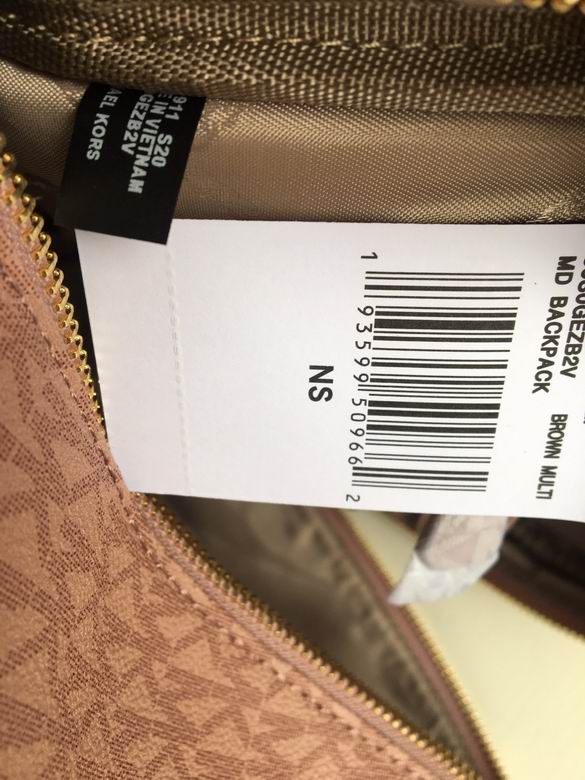 911 S20
E IN VIETNAM
GEZB2V
AEL KORS
GEZB2V
MD BACKPACK BROWN MULTI
1 93599 50966 2
NS